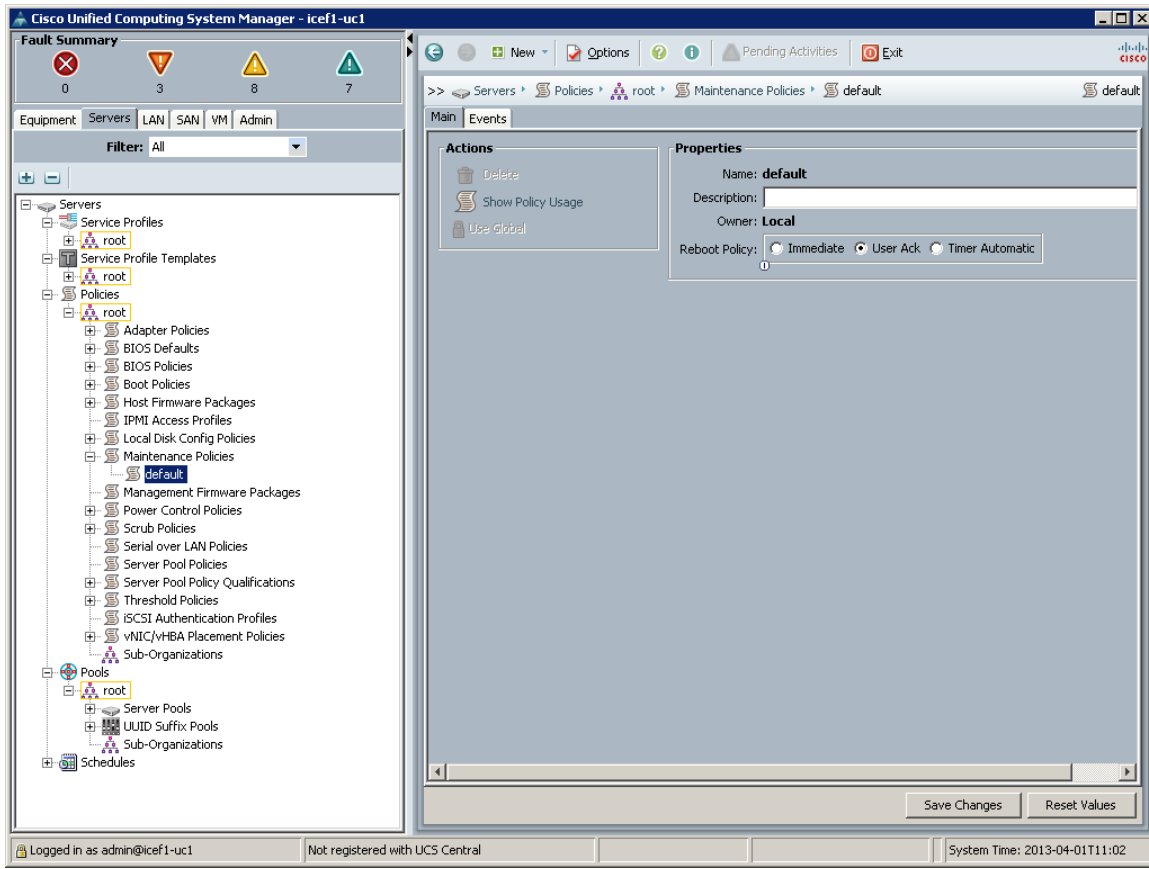 Cisco Unified Computing System Manager - icef1-uc1
Fault Summary
0 3 8 7
Equipment Servers LAN SAN VM Admin
Filter: All
Servers
Service Profiles
root
Service Profile Templates
root
Policies
root
Adapter Policies
BIOS Defaults
BIOS Policies
Boot Policies
Host Firmware Packages
IPMI Access Profiles
Local Disk Config Policies
Maintenance Policies
default
Management Firmware Packages
Power Control Policies
Scrub Policies
Serial over LAN Policies
Server Pool Policies
Server Pool Policy Qualifications
Threshold Policies
iSCSI Authentication Profiles
vNIC/vHBA Placement Policies
Sub-Organizations
Pools
root
Server Pools
UUID Suffix Pools
Sub-Organizations
Schedules
New Options Pending Activities Exit
CISCO
>> Servers Policies root Maintenance Policies default default
Main Events
Actions
Delete
Show Policy Usage
Use Global
Properties
Name: default
Description:
Owner: Local
Reboot Policy: Immediate User Ack Timer Automatic
Save Changes Reset Values
Logged in as admin@icef1-uc1 Not registered with UCS Central System Time: 2013-04-01T11:02